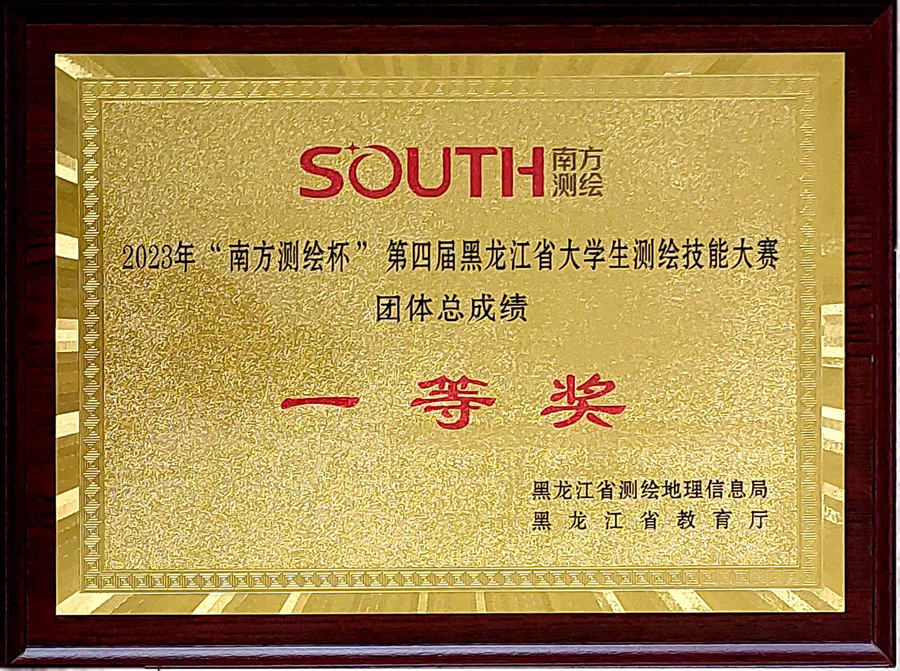 SOUTH 南方
测绘
2023年“南方测绘杯”第四届黑龙江省大学生测绘技能大赛
团体总成绩
一等奖
黑龙江省测绘地理信息局
黑龙江省教育厅